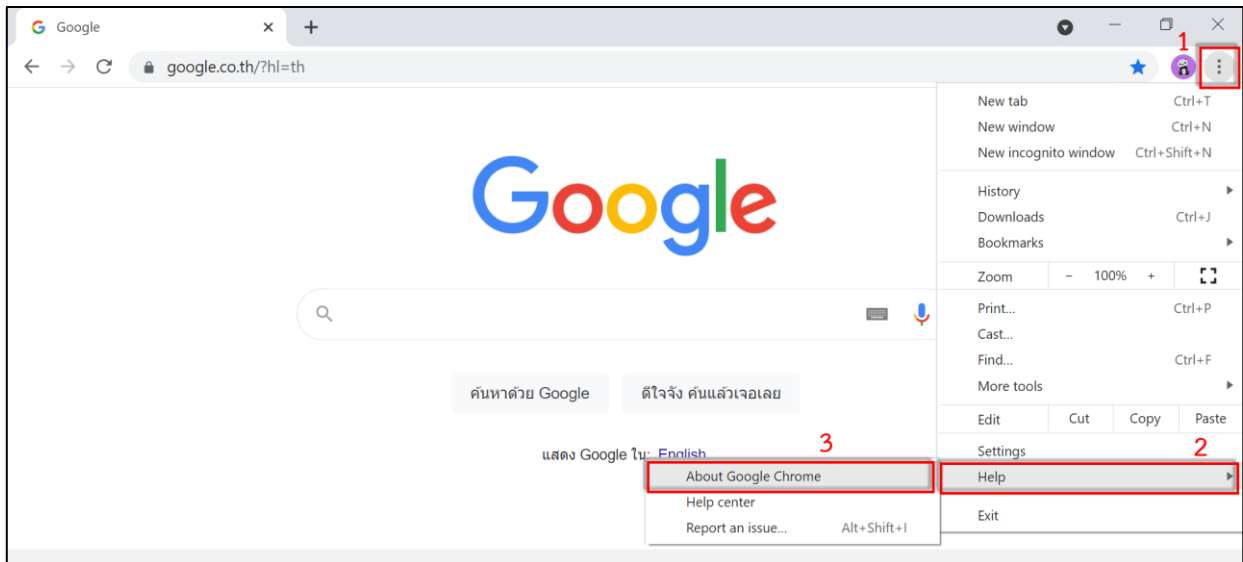 Google
1
google.co.th/?hl=th
New tab Ctrl+T
New window Ctrl+N
New incognito window Ctrl+Shift+N
History
Downloads Ctrl+J
Bookmarks
Google
Zoom - 100% +
Print... Ctrl+P
Cast...
Find... Ctrl+F
More tools
ค้นหาด้วย Google ดีใจจัง ค้นแล้วเจอเลย
Edit Cut Copy Paste
แสดง Google ใน: English
Settings 2
Help
Exit
3
About Google Chrome
Help center
Report an issue... Alt+Shift+I